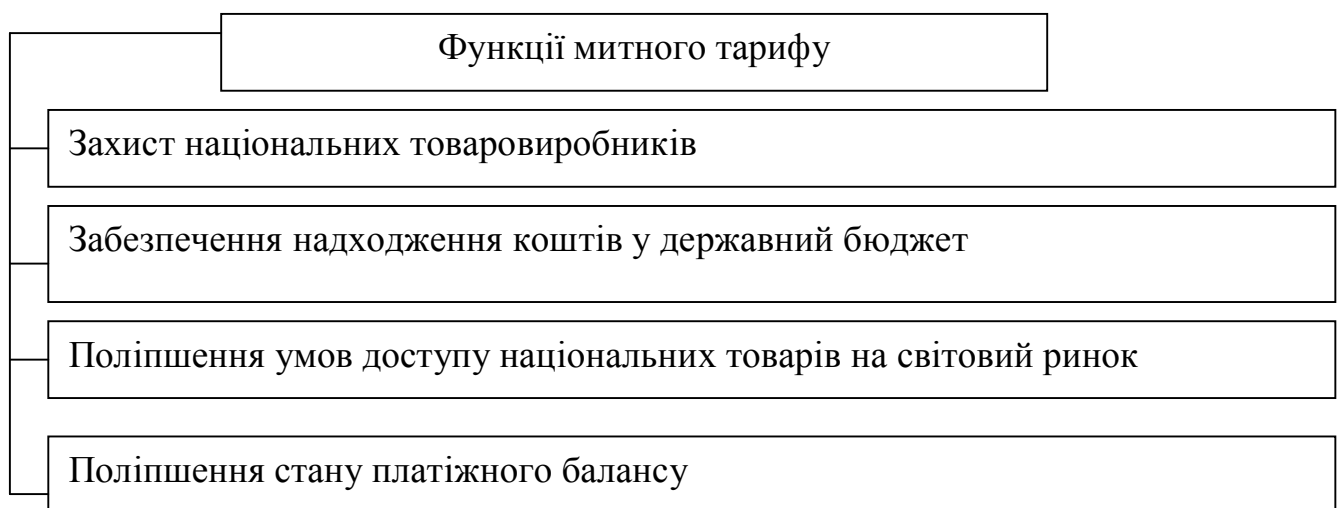 Функції митного тарифу
Захист національних товаровиробників
Забезпечення надходження коштів у державний бюджет
Поліпшення умов доступу національних товарів на світовий ринок
Поліпшення стану платіжного балансу